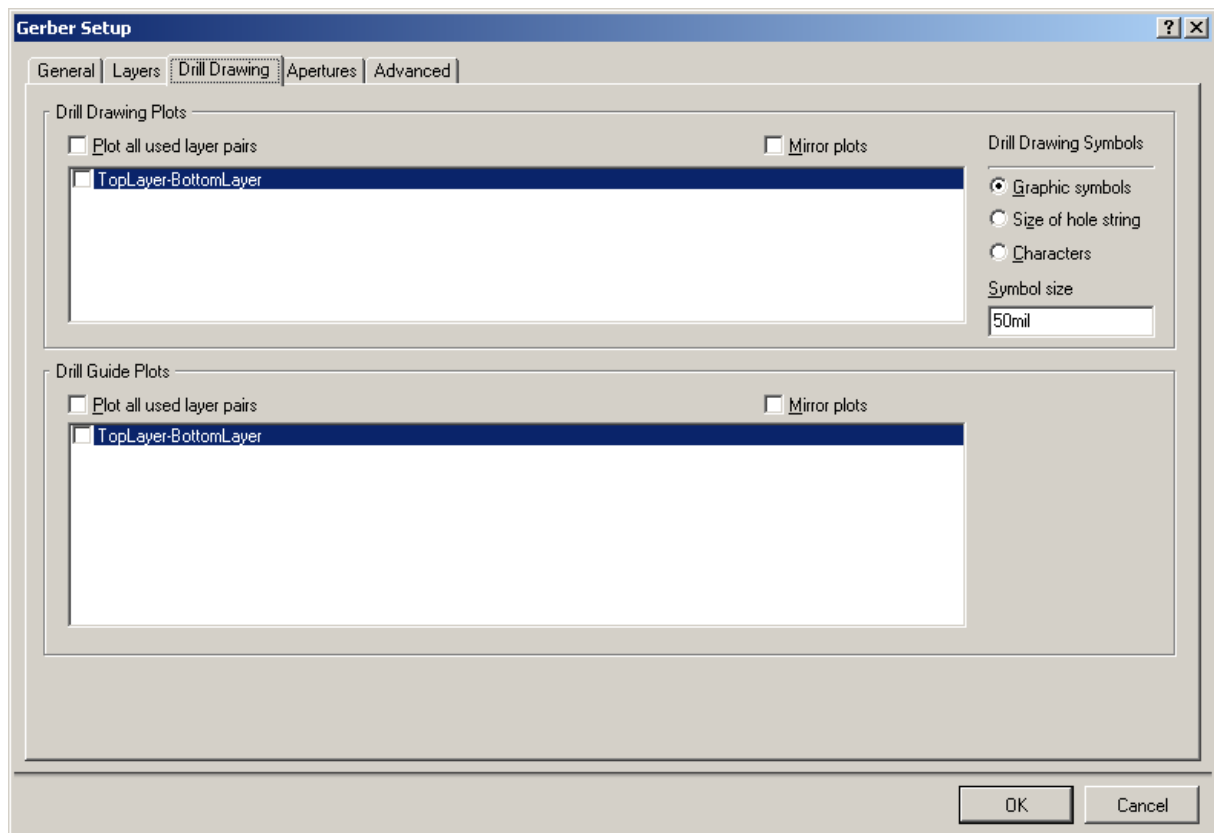 Gerber Setup
General Layers Drill Drawing Apertures Advanced
Drill Drawing Plots
Plot all used layer pairs
Mirror plots
TopLayer-BottomLayer
Drill Drawing Symbols
Graphic symbols
Size of hole string
Characters
Symbol size
50mil
Drill Guide Plots
Plot all used layer pairs
Mirror plots
TopLayer-BottomLayer
OK Cancel